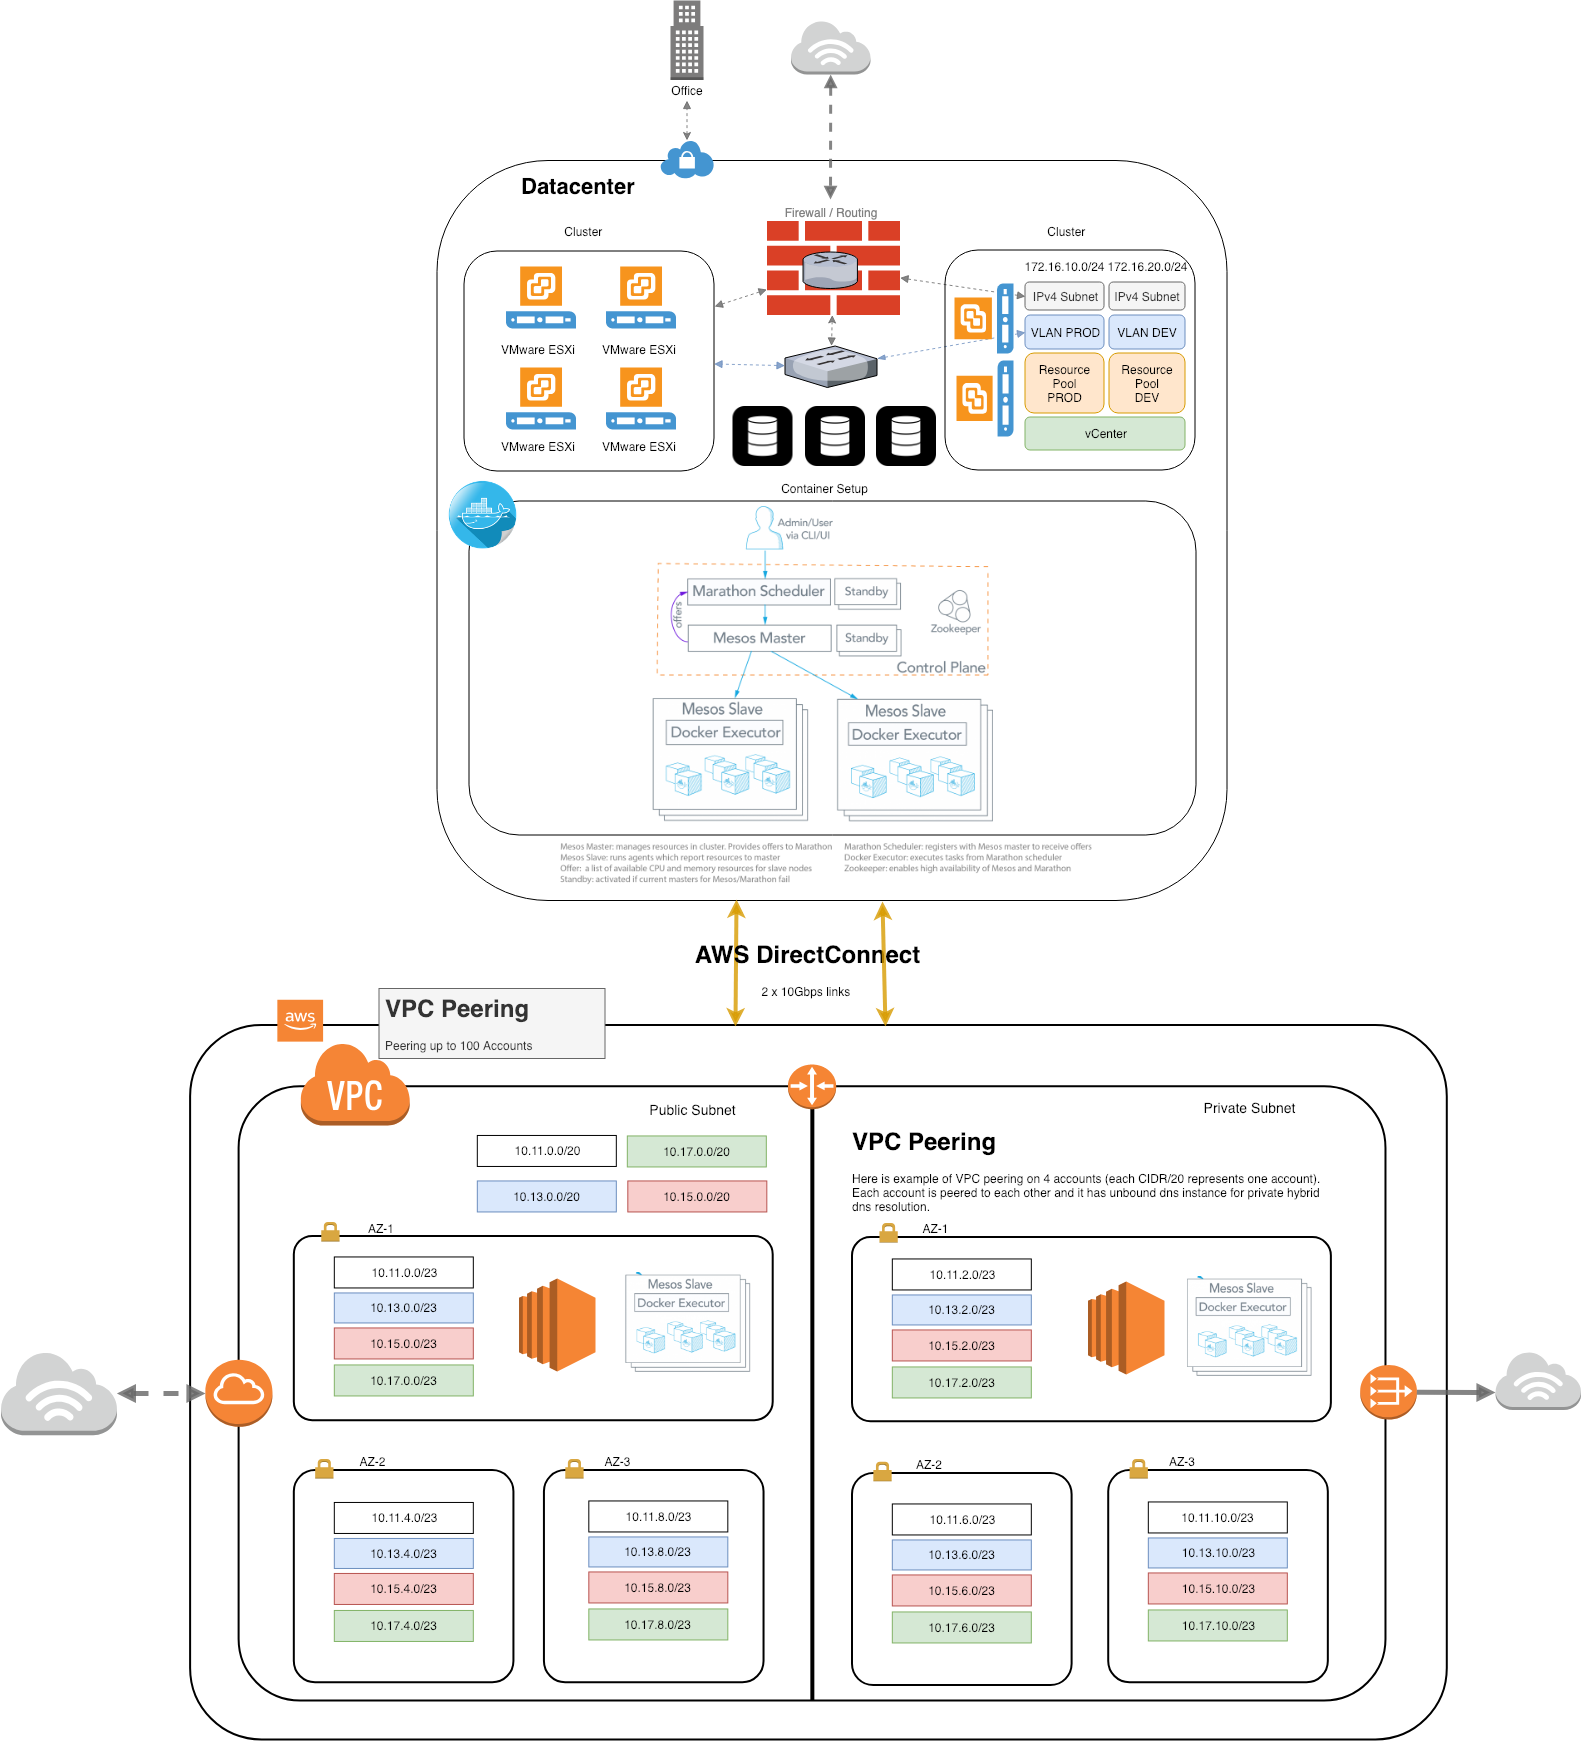 Office
Datacenter
Firewall / Routing
Cluster
Cluster
VMware ESXi
VMware ESXi
VMware ESXi
VMware ESXi
172.16.10.0/24
172.16.20.0/24
IPv4 Subnet
IPv4 Subnet
VLAN PROD
VLAN DEV
Resource
Pool
PROD
Resource
Pool
DEV
vCenter
Container Setup
Admin/User
via CLI/UI
Marathon Scheduler
Standby
offers
Mesos Master
Standby
Zookeeper
Control Plane
Mesos Slave
Docker Executor
Mesos Slave
Docker Executor
Mesos Master: manages resources in cluster. Provides offers to Marathon
Mesos Slave: runs agents which report resources to master
Offer: a list of available CPU and memory resources for slave nodes
Standby: activated if current masters for Mesos/Marathon fail
Marathon Scheduler: registers with Mesos master to receive offers
Docker Executor: executes tasks from Marathon scheduler
Zookeeper: enables high availability of Mesos and Marathon
AWS DirectConnect
2 x 10Gbps links
aws
VPC Peering
Peering up to 100 Accounts
VPC
Public Subnet
10.11.0.0/20
10.17.0.0/20
10.13.0.0/20
10.15.0.0/20
AZ-1
10.11.0.0/23
10.13.0.0/23
10.15.0.0/23
10.17.0.0/23
Mesos Slave
Docker Executor
AZ-2
10.11.4.0/23
10.13.4.0/23
10.15.4.0/23
10.17.4.0/23
AZ-3
10.11.8.0/23
10.13.8.0/23
10.15.8.0/23
10.17.8.0/23
Private Subnet
VPC Peering
Here is example of VPC peering on 4 accounts (each CIDR/20 represents one account).
Each account is peered to each other and it has unbound dns instance for private hybrid
dns resolution.
AZ-1
10.11.2.0/23
10.13.2.0/23
10.15.2.0/23
10.17.2.0/23
Mesos Slave
Docker Executor
AZ-2
10.11.6.0/23
10.13.6.0/23
10.15.6.0/23
10.17.6.0/23
AZ-3
10.11.10.0/23
10.13.10.0/23
10.15.10.0/23
10.17.10.0/23